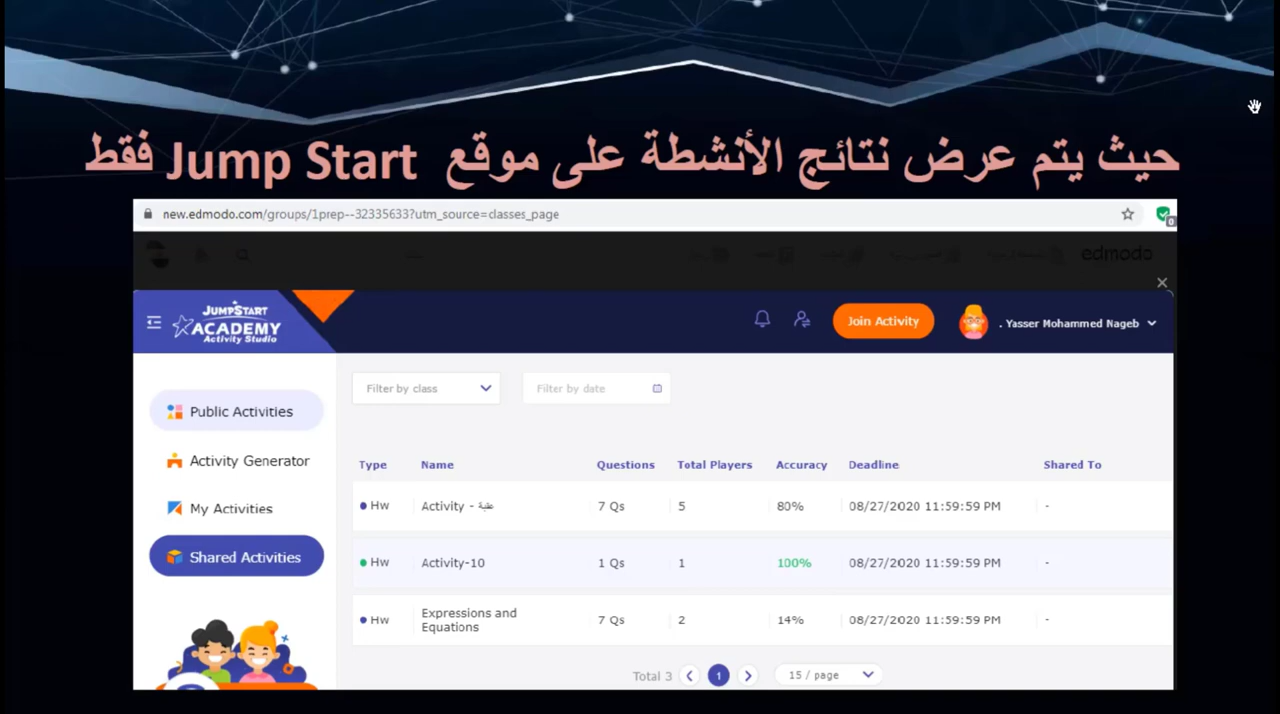 حيث يتم عرض نتائج الأنشطة على موقع Jump Start فقط
new.edmodo.com/groups/1prep--32335633?utm_source=classes_page
0
edmodo
JUMPSTART
ACADEMY
Activity Studio
Join Activity
. Yasser Mohammed Nageb
Filter by class
Filter by date
Public Activities
Activity Generator
My Activities
Shared Activities
Type Name Questions Total Players Accuracy Deadline Shared To
Hw Activity - عقبة 7 Qs 5 80% 08/27/2020 11:59:59 PM -
Hw Activity-10 1 Qs 1 100% 08/27/2020 11:59:59 PM -
Hw Expressions and 7 Qs 2 14% 08/27/2020 11:59:59 PM -
Equations
Total 3 1 15 / page